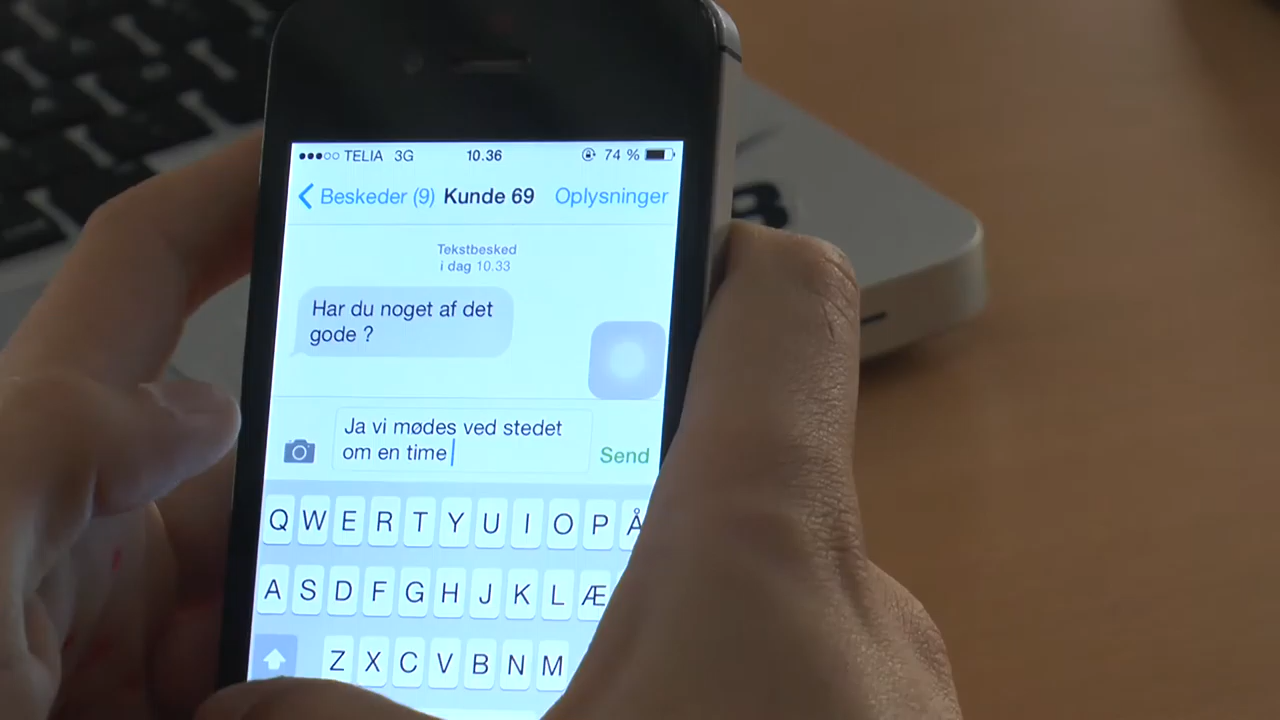 TELIA 3G 10.36 74 %
Beskeder (9) Kunde 69 Oplysninger
Tekstbesked
i dag 10.33
Har du noget af det
gode ?
Ja vi mødes ved stedet
om en time
Send
Q W E R T Y U I O P Å
A S D F G H J K L Æ
Z X C V B N M